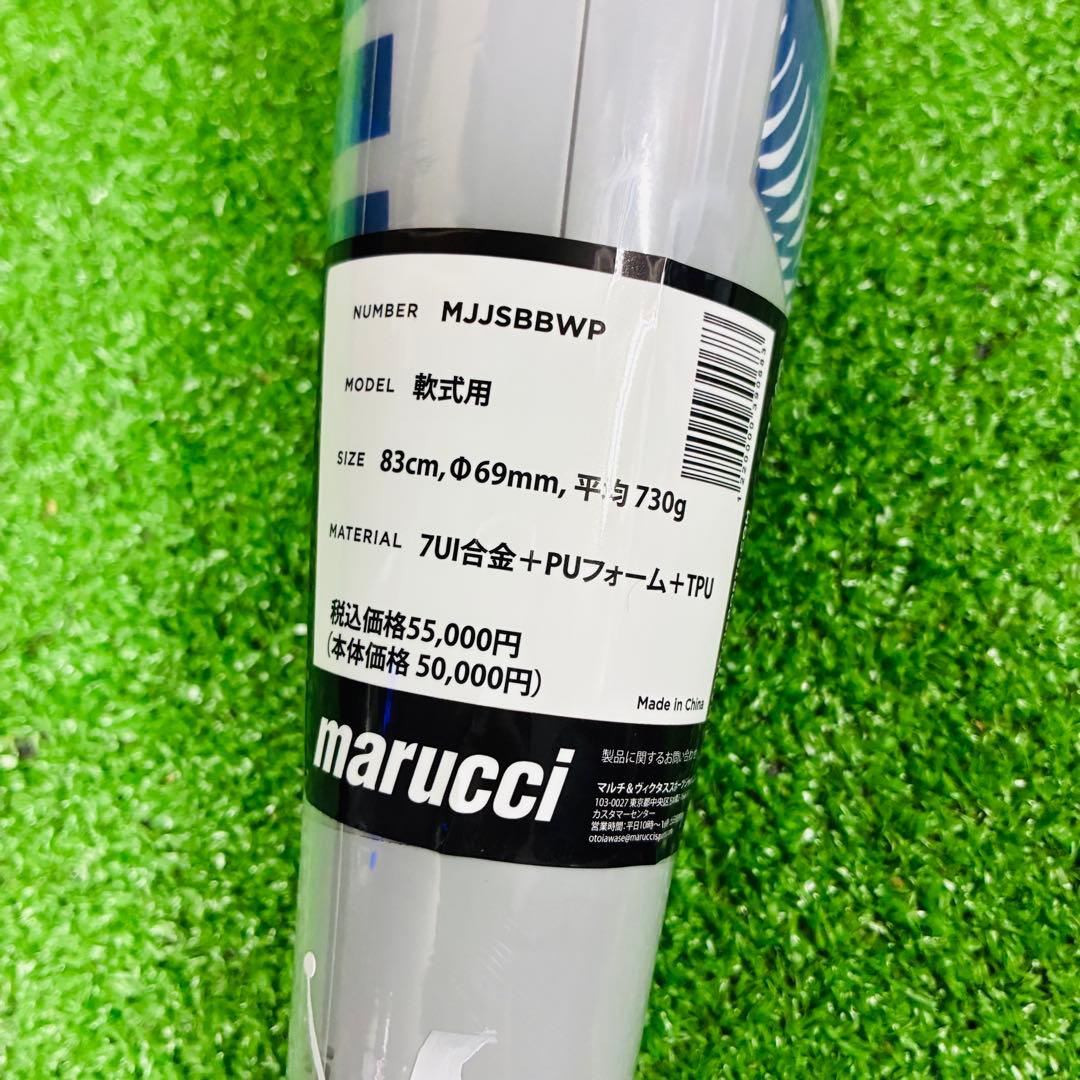 NUMBER MJJSBBWP
MODEL 軟式用
SIZE 83cm, Φ69mm, 平均 730g
MATERIAL 7UI合金+PUフォーム+TPU
税込価格55,000円
(本体価格 50,000円)
Made in China
marucci
製品に関するお問い合わせ
マルチ&ヴィクタススポーツジャパン
103-0027 東京都中央区
カスタマーセンター
営業時間:平日10時~